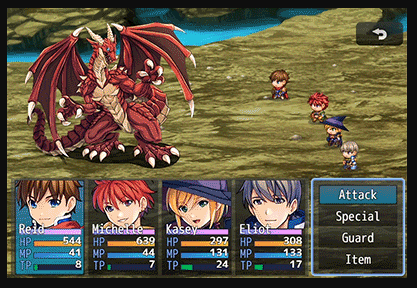 Reid
HP 544
MP 41
TP 8
Michelle
HP 639
MP 44
TP 7
Kasey
HP 297
MP 131
TP 24
Eliot
HP 308
MP 133
TP 17
Attack
Special
Guard
Item